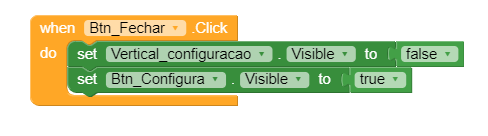 when Btn_Fechar .Click
do set Vertical_configuracao . Visible to false
set Btn_Configura . Visible to true